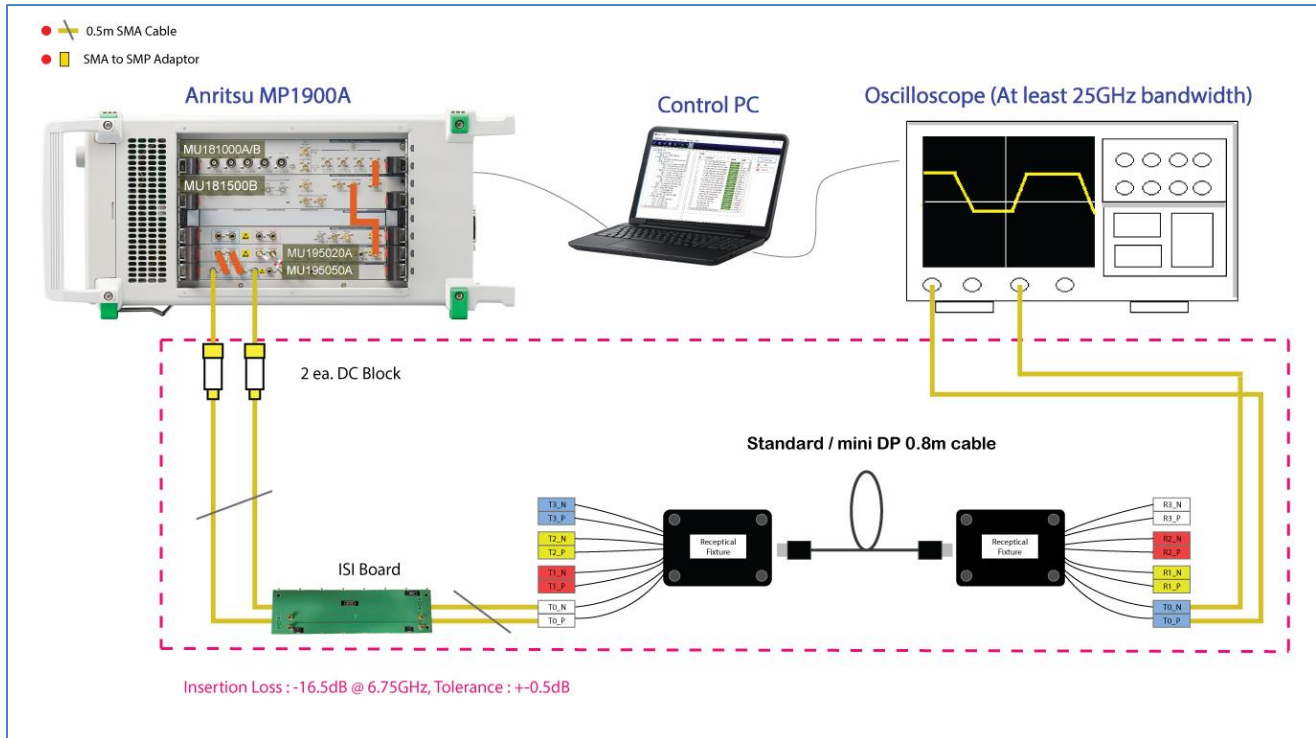 0.5m SMA Cable
SMA to SMP Adaptor
Anritsu MP1900A
Control PC
Oscilloscope (At least 25GHz bandwidth)
MU181000A/B
MU181500B
MU195020A
MU195050A
2 ea. DC Block
Standard / mini DP 0.8m cable
ISI Board
T3_N
T3_P
T2_N
T2_P
T1_N
T1_P
T0_N
T0_P
Receptical
Fixture
Receptical
Fixture
R3_N
R3_P
R2_N
R2_P
R1_N
R1_P
T0_N
T0_P
Insertion Loss : -16.5dB @ 6.75GHz, Tolerance : +-0.5dB